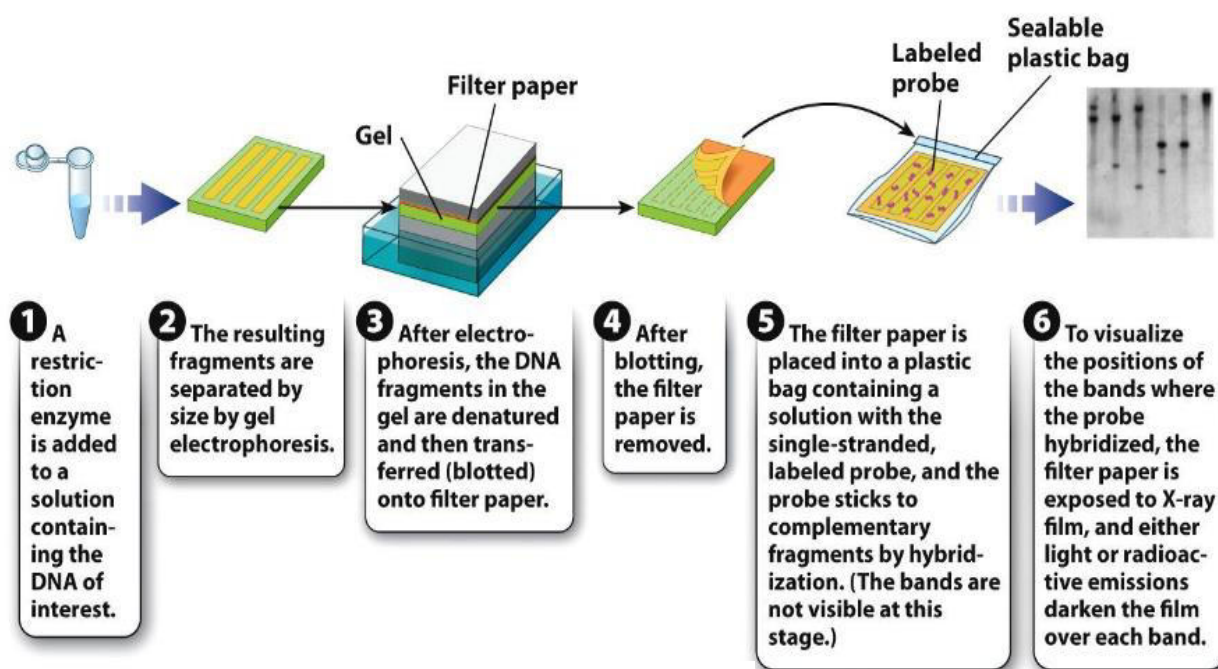 Sealable
plastic bag
Labeled
probe
Filter paper
Gel
1 A
restric-
tion
enzyme
is added
to a
solution
contain-
ing the
DNA of
interest.
2 The resulting
fragments are
separated by
size by gel
electrophoresis.
3 After electro-
phoresis, the DNA
fragments in the
gel are denatured
and then trans-
ferred (blotted)
onto filter paper.
4 After
blotting,
the filter
paper is
removed.
5 The filter paper is
placed into a plastic
bag containing a
solution with the
single-stranded,
labeled probe, and the
probe sticks to
complementary
fragments by hybrid-
ization. (The bands are
not visible at this
stage.)
6 To visualize
the positions of
the bands where
the probe
hybridized, the
filter paper is
exposed to X-ray
film, and either
light or radioac-
tive emissions
darken the film
over each band.